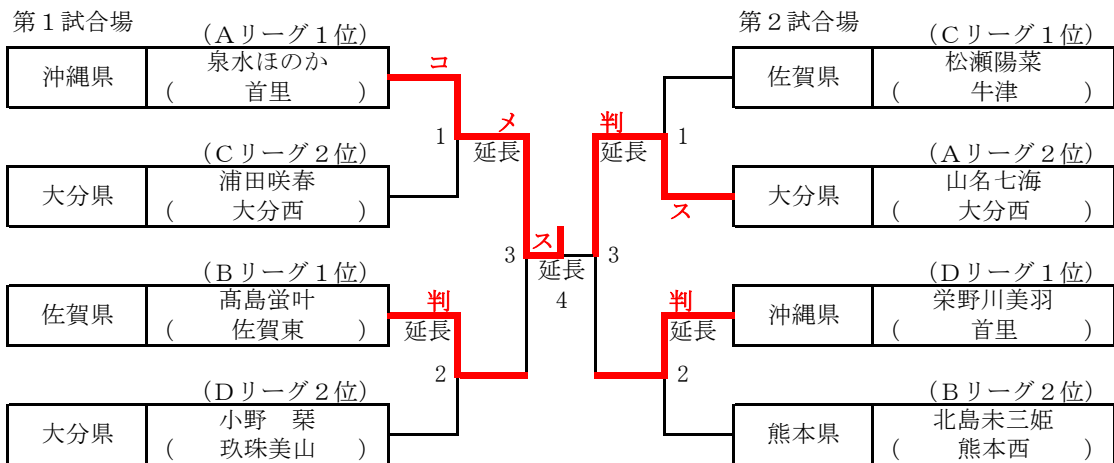 第1試合場
(Aリーグ1位)
沖縄県
泉水ほのか
( 首里 )
コ
1
メ
延長
(Cリーグ2位)
大分県
浦田咲春
( 大分西 )
(Bリーグ1位)
佐賀県
髙島蛍叶
( 佐賀東 )
判
延長
2
(Dリーグ2位)
大分県
小野 栞
( 玖珠美山 )
3
ス
延長
4
3
第2試合場
(Cリーグ1位)
佐賀県
松瀬陽菜
( 牛津 )
判
延長
1
ス
(Aリーグ2位)
大分県
山名七海
( 大分西 )
(Dリーグ1位)
沖縄県
栄野川美羽
( 首里 )
判
延長
2
(Bリーグ2位)
熊本県
北島未三姫
( 熊本西 )